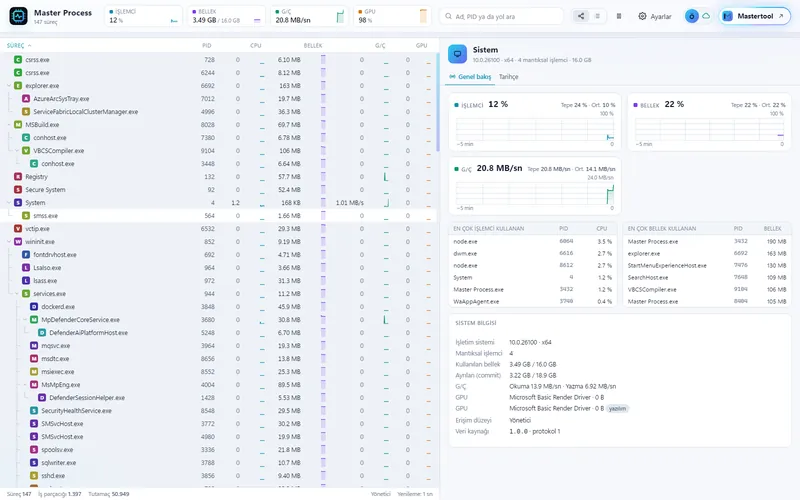 Master Process
İŞLEMCİ 12 %
BELLEK 3.49 GB / 16.0 GB
G/Ç 20.8 MB/sn
GPU 98 %
Ad, PID ya da yol ara
Ayarlar
Mastertool
SÜREÇ PID CPU BELLEK G/Ç GPU
csrss.exe 728 0 6.10 MB 0 0
csrss.exe 6244 0 8.12 MB 0 0
explorer.exe 6692 0 163 MB 0 0
AzureArcSysTray.exe 7012 0 19.7 MB 0 0
ServiceFabricLocalClusterManager.exe 4996 0 36.3 MB 0 0
MSBuild.exe 8028 0 69.7 MB 0 0
conhost.exe 7380 0 6.78 MB 0 0
VBCSCompiler.exe 9104 0 106 MB 0 0
conhost.exe 3448 0 6.64 MB 0 0
Registry 132 0 57.7 MB 0 0
Secure System 92 0 52.4 MB 0 0
System 4 1.2 168 KB 1.01 MB/s 0
smss.exe 564 0 1.66 MB 0 0
vctip.exe 6532 0 29.3 MB 0 0
wininit.exe 852 0 9.19 MB 0 0
fontdrvhost.exe 692 0 4.71 MB 0 0
LsaIso.exe 964 0 3.66 MB 0 0
lsass.exe 972 0 31.3 MB 0 0
services.exe 944 0 11.2 MB 0 0
dockerd.exe 3848 0 45.9 MB 0 0
MpDefenderCoreService.exe 3680 0 30.8 MB 0 0
DefenderAiPlatformHost.exe 5248 0 6.70 MB 0 0
mqsvc.exe 3964 0 19.3 MB 0 0
msdtc.exe 8656 0 13.8 MB 0 0
msiexec.exe 8552 0 25.3 MB 0 0
MsMpEng.exe 4004 0 89.5 MB 0 0
DefenderSessionHelper.exe 1428 0 5.53 MB 0 0
SecurityHealthService.exe 8548 0 29.5 MB 0 0
SMSvcHost.exe 3772 0 30.2 MB 0 0
SMSvcHost.exe 4980 0 19.9 MB 0 0
spoolsv.exe 3336 0 21.8 MB 0 0
sqlwriter.exe 3788 0 10.7 MB 0 0
sshd.exe 3856 0 9.40 MB 0 0
Süreç 147 İş parçacığı 1.397 Tutamaç 50.949 Yönetici Yenileme: 1 sn
Sistem
10.0.26100 · x64 · 4 mantıksal işlemci · 16.0 GB
Genel bakış Tarihçe
İŞLEMCİ 12 % Tepe 24 % · Ort. 10 %
100 %
−5 min 0
BELLEK 22 % Tepe 22 % · Ort. 22 %
100 %
−5 min 0
G/Ç 20.8 MB/sn Tepe 20.8 MB/sn · Ort. 14.1 MB/sn
24.0 MB/sn
−5 min 0
EN ÇOK İŞLEMCİ KULLANAN PID CPU
node.exe 6064 3.5 %
dwm.exe 6616 2.7 %
node.exe 8612 2.7 %
System 4 1.2 %
Master Process.exe 3432 1.2 %
WaAppAgent.exe 3740 0.4 %
EN ÇOK BELLEK KULLANAN PID BELLEK
Master Process.exe 3432 190 MB
explorer.exe 6692 163 MB
StartMenuExperienceHost.exe 7476 130 MB
SearchHost.exe 7648 109 MB
VBCSCompiler.exe 9104 106 MB
Master Process.exe 105 MB
SİSTEM BİLGİSİ
İşletim sistemi 10.0.26100 · x64
Mantıksal işlemci 4
Kullanılan bellek 3.49 GB / 16.0 GB
Ayrılan (commit) 3.22 GB / 18.9 GB
G/Ç Okuma 13.9 MB/sn · Yazma 6.92 MB/sn
GPU Microsoft Basic Render Driver · 0 B
GPU Microsoft Basic Render Driver · 0 B yazılım
Erişim düzeyi Yönetici
Veri kaynağı 1.0.0 · protokol 1